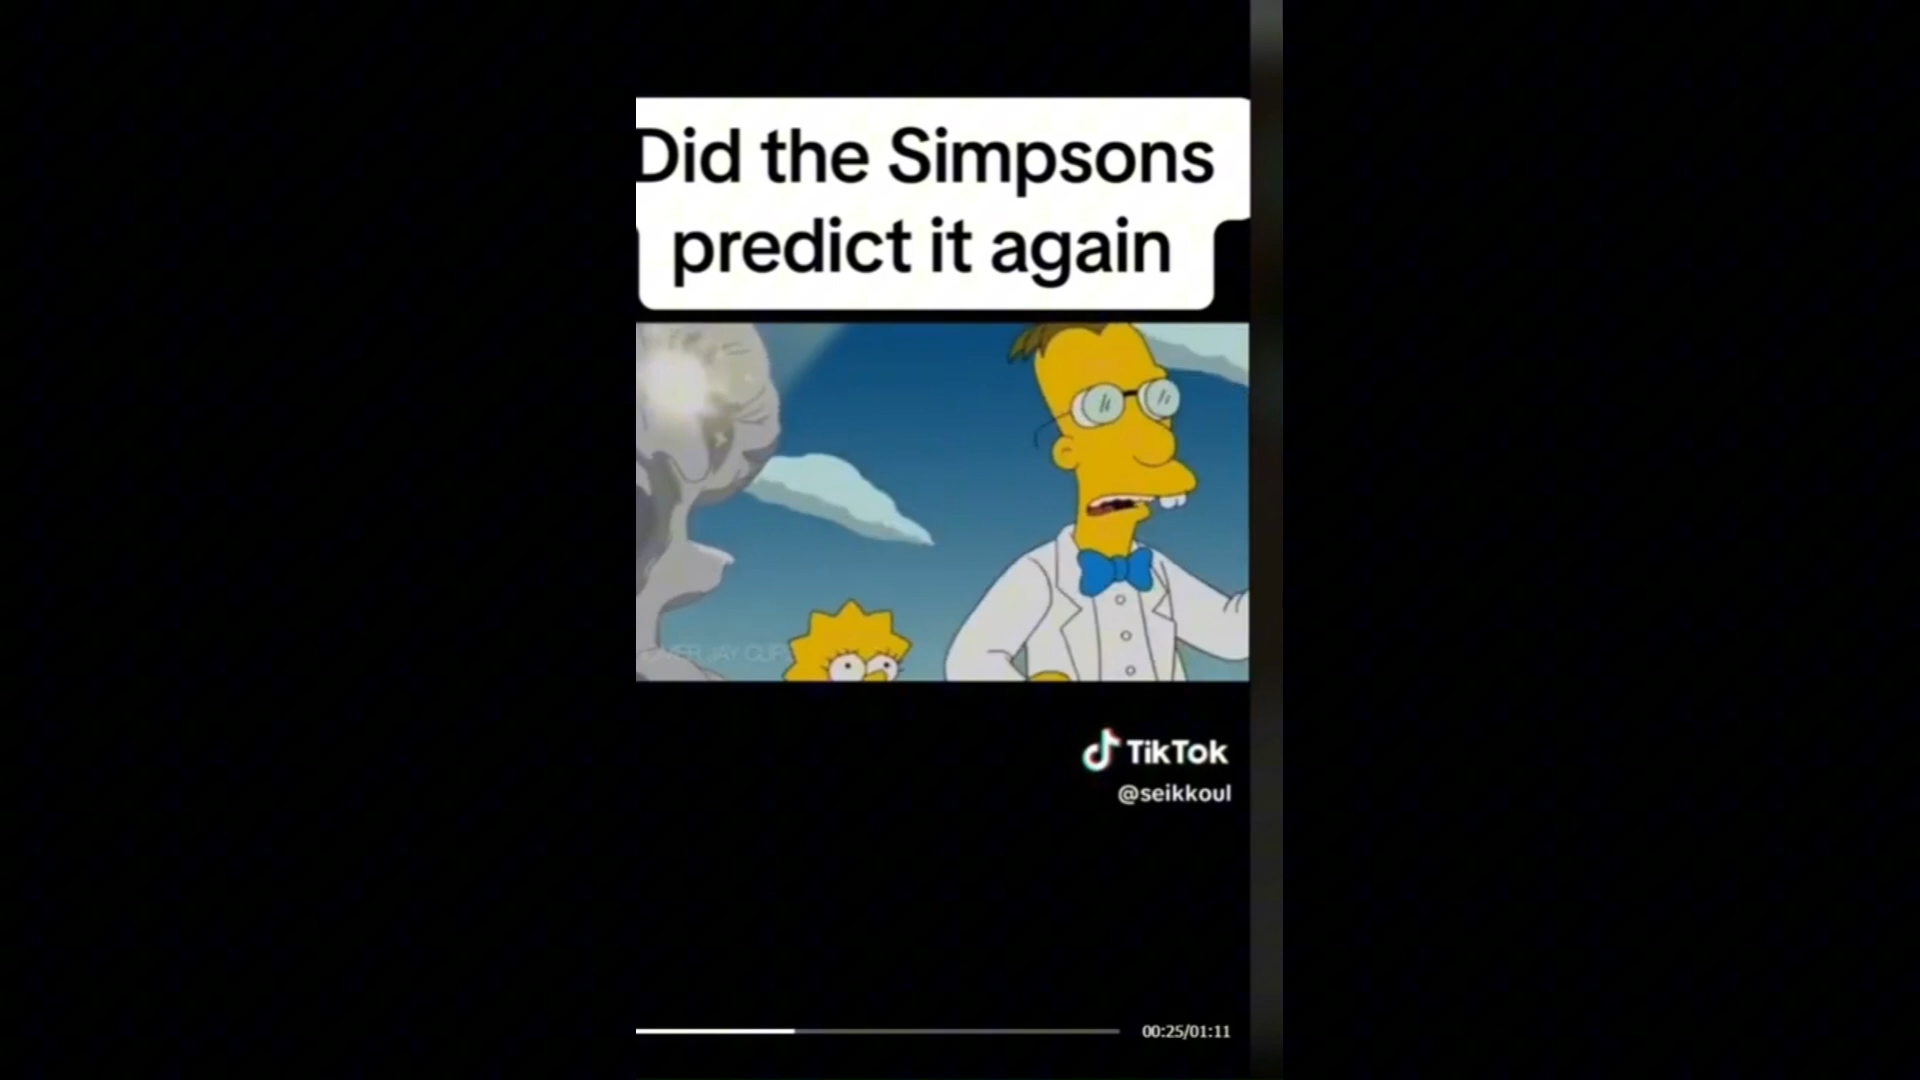 Did the Simpsons
predict it again
TikTok
@seikkoul
00:25/01:11